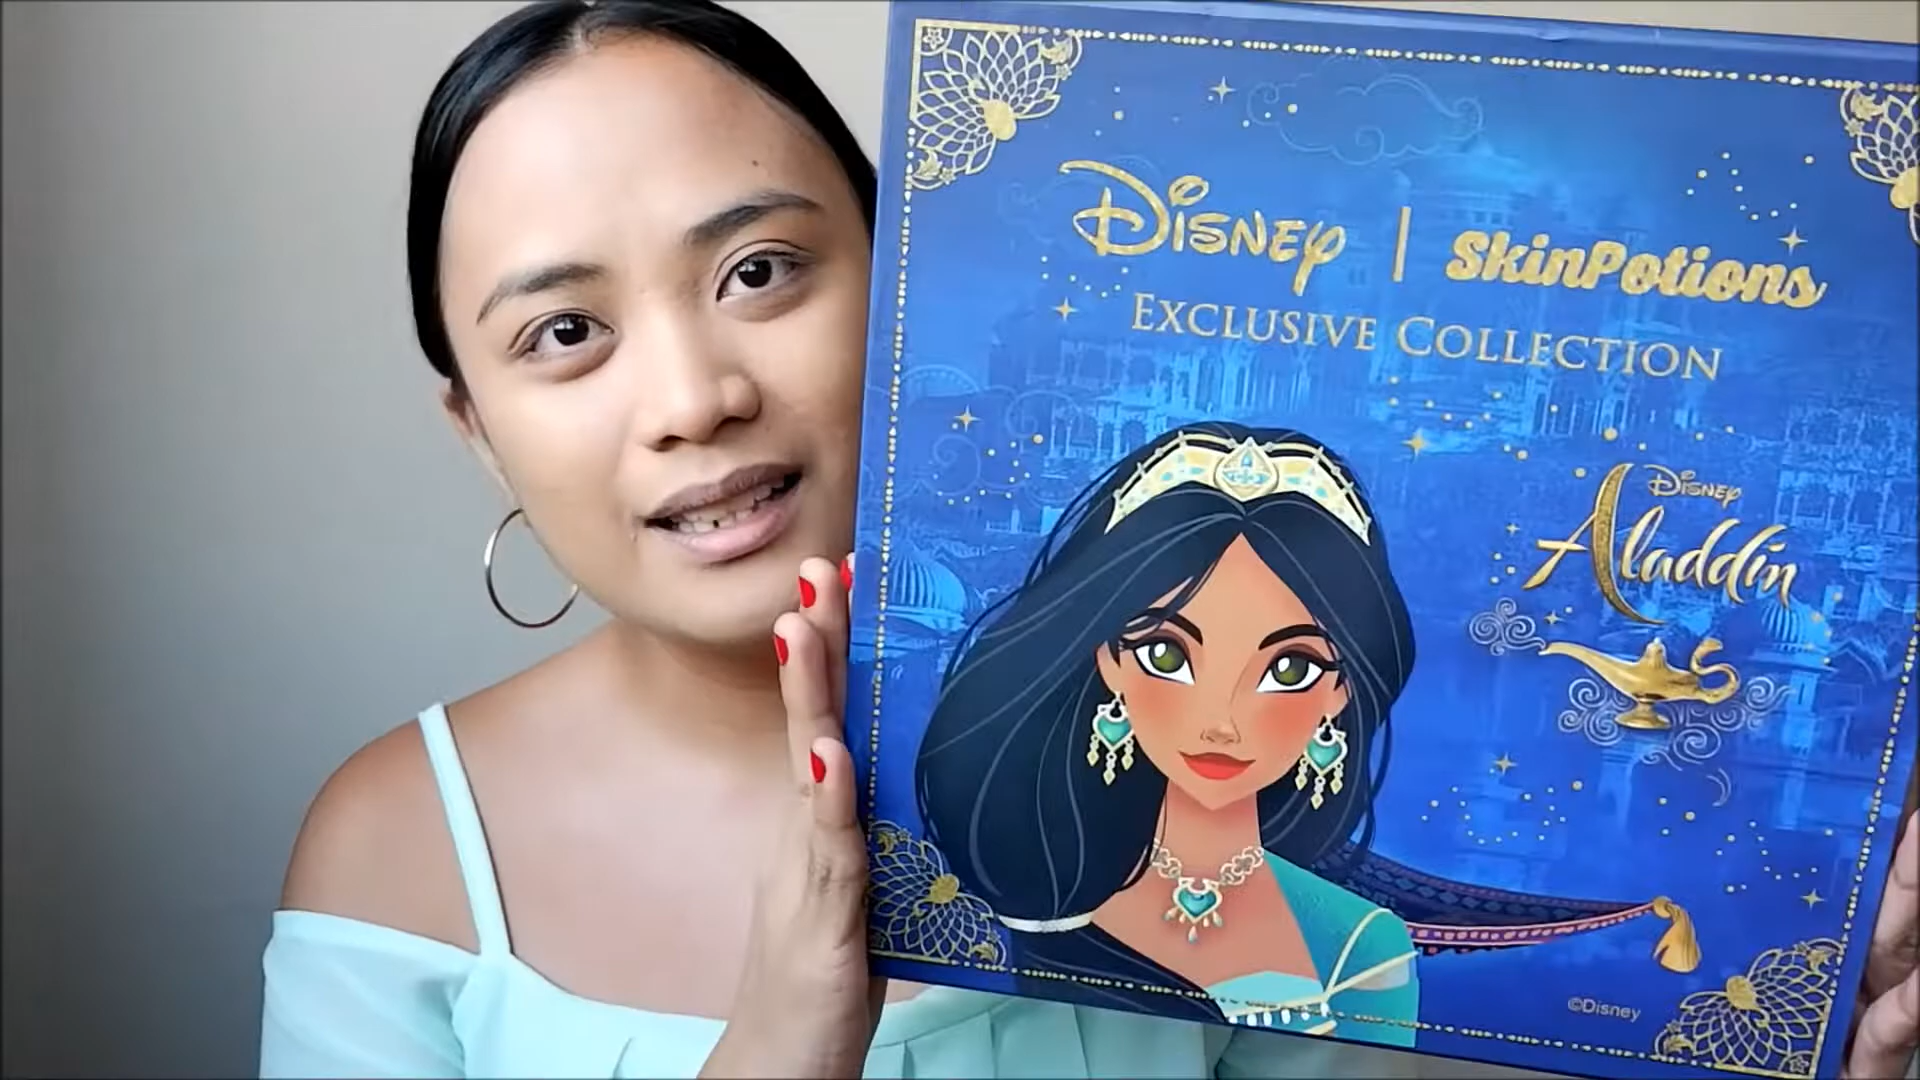 Disney | SkinPotions
EXCLUSIVE COLLECTION
Disney
Aladdin
©Disney